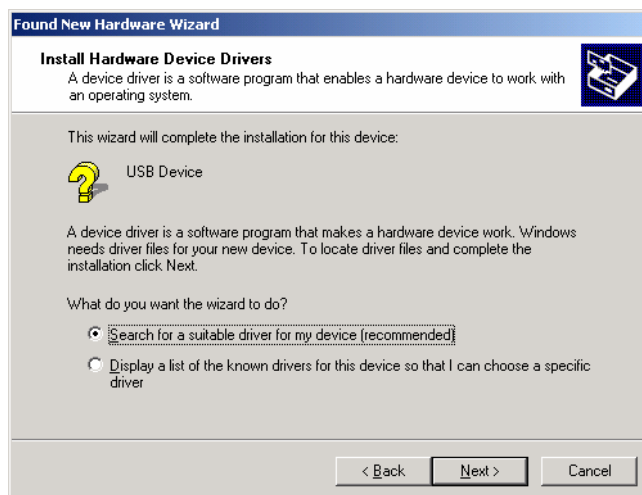 Found New Hardware Wizard
Install Hardware Device Drivers
A device driver is a software program that enables a hardware device to work with
an operating system.
This wizard will complete the installation for this device:
USB Device
A device driver is a software program that makes a hardware device work. Windows
needs driver files for your new device. To locate driver files and complete the
installation click Next.
What do you want the wizard to do?
Search for a suitable driver for my device (recommended)
Display a list of the known drivers for this device so that I can choose a specific
driver
< Back Next > Cancel